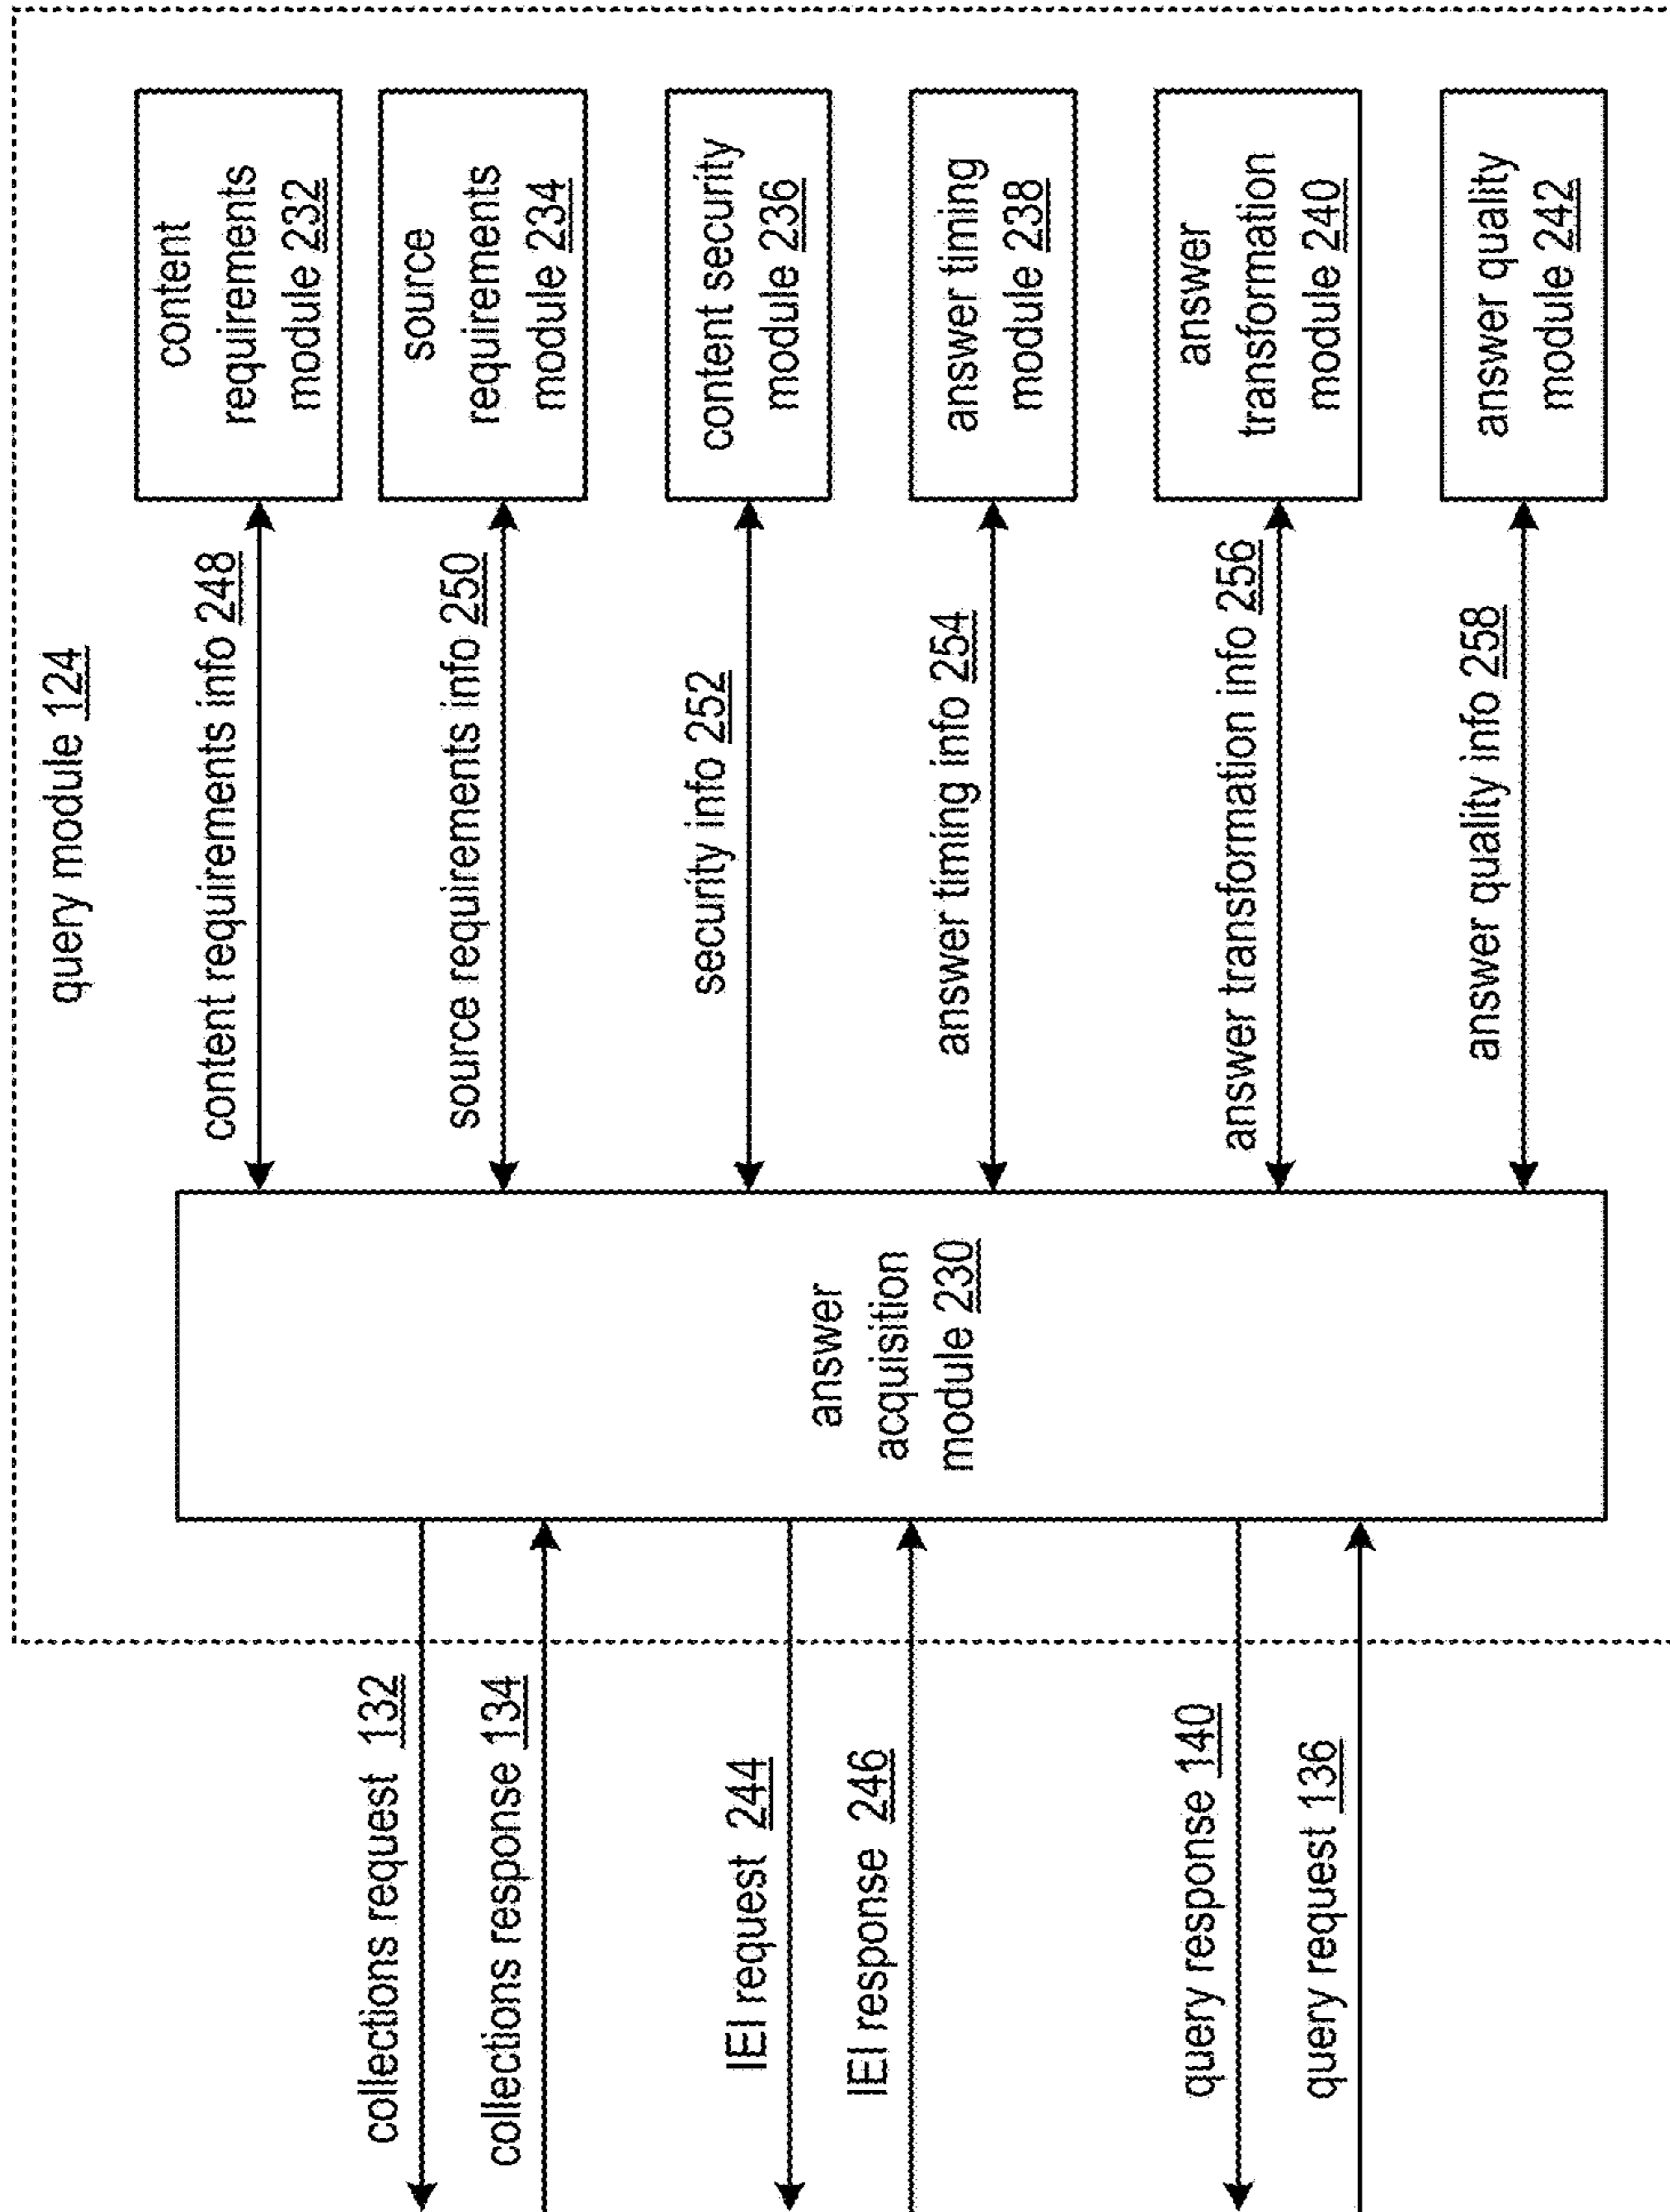 query module 124
collections request 132
collections response 134
IEI request 244
IEI response 246
query response 140
query request 136
answer
acquisition
module 230
content requirements info 248
source requirements info 250
security info 252
answer timing info 254
answer transformation info 256
answer quality info 258
content
requirements
module 232
source
requirements
module 234
content security
module 236
answer timing
module 238
answer
transformation
module 240
answer quality
module 242